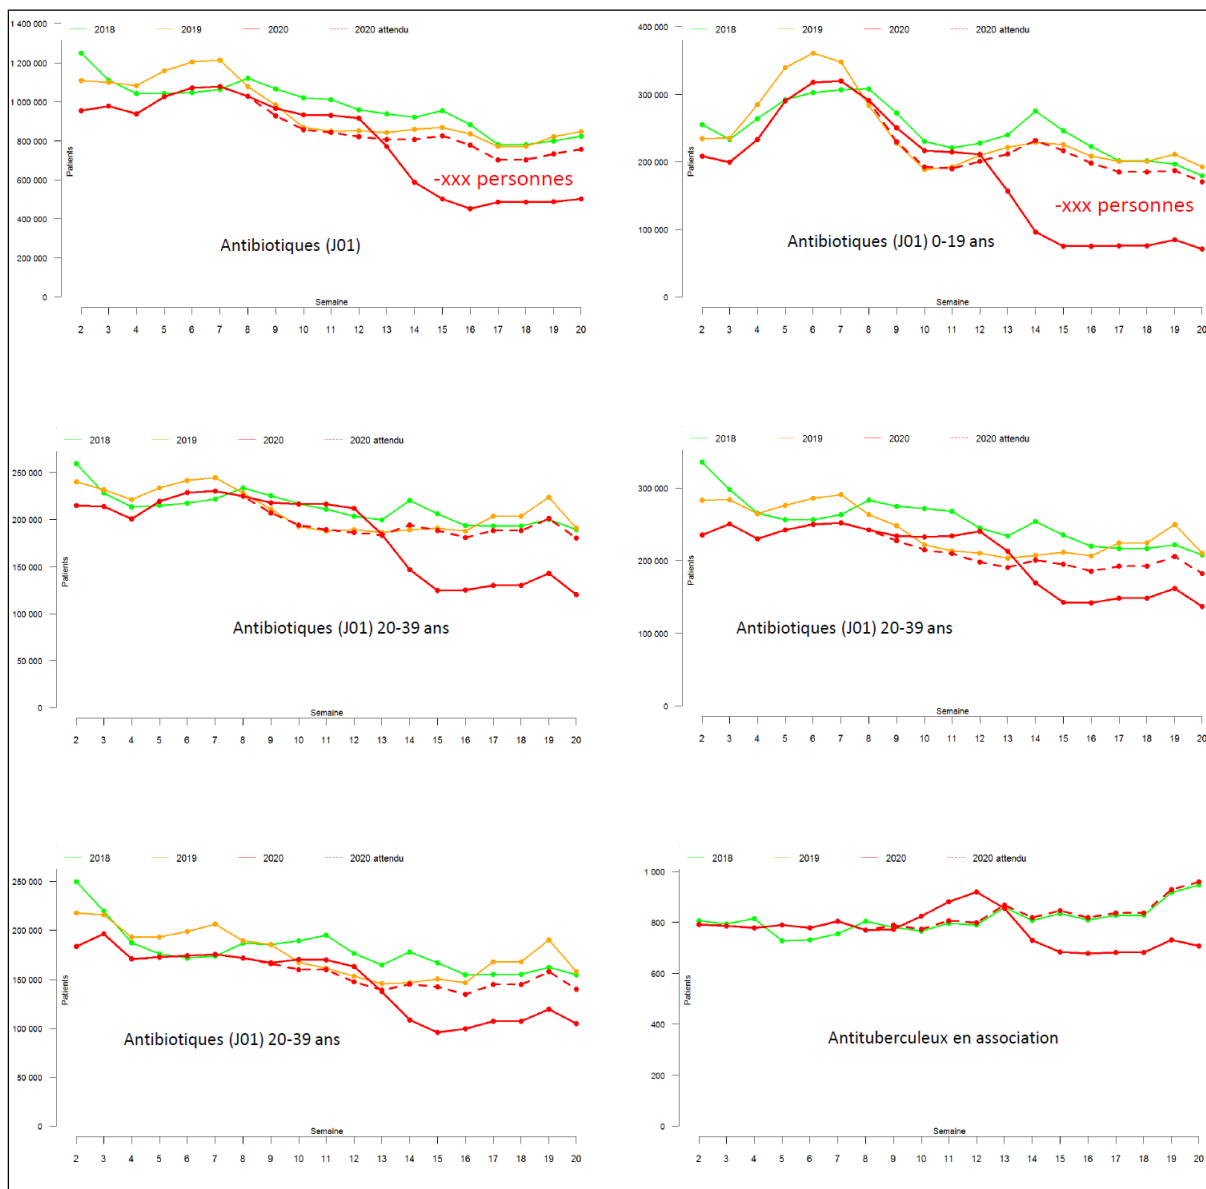 2018 2019 2020 2020 attendu
1 400 000
1 200 000
1 000 000
800 000
600 000
400 000
200 000
0
Patients
-xxx personnes
Antibiotiques (J01)
Semaine
2 3 4 5 6 7 8 9 10 11 12 13 14 15 16 17 18 19 20
2018 2019 2020 2020 attendu
400 000
300 000
200 000
100 000
0
Patients
-xxx personnes
Antibiotiques (J01) 0-19 ans
Semaine
2 3 4 5 6 7 8 9 10 11 12 13 14 15 16 17 18 19 20
2018 2019 2020 2020 attendu
250 000
200 000
150 000
100 000
50 000
0
Patients
Antibiotiques (J01) 20-39 ans
Semaine
2 3 4 5 6 7 8 9 10 11 12 13 14 15 16 17 18 19 20
2018 2019 2020 2020 attendu
300 000
200 000
100 000
0
Patients
Antibiotiques (J01) 20-39 ans
Semaine
2 3 4 5 6 7 8 9 10 11 12 13 14 15 16 17 18 19 20
2018 2019 2020 2020 attendu
250 000
200 000
150 000
100 000
50 000
0
Patients
Antibiotiques (J01) 20-39 ans
Semaine
2 3 4 5 6 7 8 9 10 11 12 13 14 15 16 17 18 19 20
2018 2019 2020 2020 attendu
1 000
800
600
400
200
0
Patients
Antituberculeux en association
Semaine
2 3 4 5 6 7 8 9 10 11 12 13 14 15 16 17 18 19 20